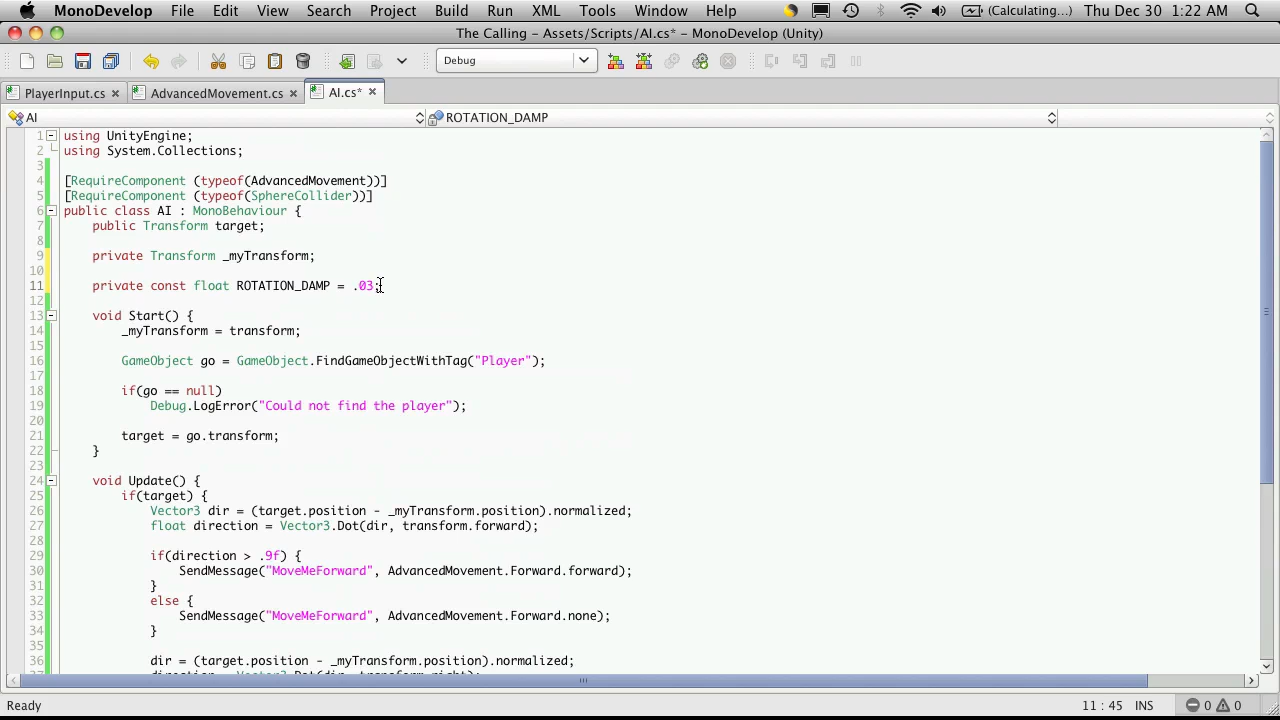 MonoDevelop File Edit View Search Project Build Run XML Tools Window Help (Calculating...) Thu Dec 30 1:22 AM
The Calling - Assets/Scripts/AI.cs* - MonoDevelop (Unity)
Debug
PlayerInput.cs AdvancedMovement.cs AI.cs*
AI ROTATION_DAMP
1 using UnityEngine;
2 using System.Collections;
3
4 [RequireComponent (typeof(AdvancedMovement))]
5 [RequireComponent (typeof(SphereCollider))]
6 public class AI : MonoBehaviour {
7 public Transform target;
8
9 private Transform _myTransform;
10
11 private const float ROTATION_DAMP = .03;
12
13 void Start() {
14 _myTransform = transform;
15
16 GameObject go = GameObject.FindGameObjectWithTag("Player");
17
18 if(go == null)
19 Debug.LogError("Could not find the player");
20
21 target = go.transform;
22 }
23
24 void Update() {
25 if(target) {
26 Vector3 dir = (target.position - _myTransform.position).normalized;
27 float direction = Vector3.Dot(dir, transform.forward);
28
29 if(direction > .9f) {
30 SendMessage("MoveMeForward", AdvancedMovement.Forward.forward);
31 }
32 else {
33 SendMessage("MoveMeForward", AdvancedMovement.Forward.none);
34 }
35
36 dir = (target.position - _myTransform.position).normalized;
37 direction = Vector3.Dot(dir, transform.right);
Ready 11 : 45 INS 0 0